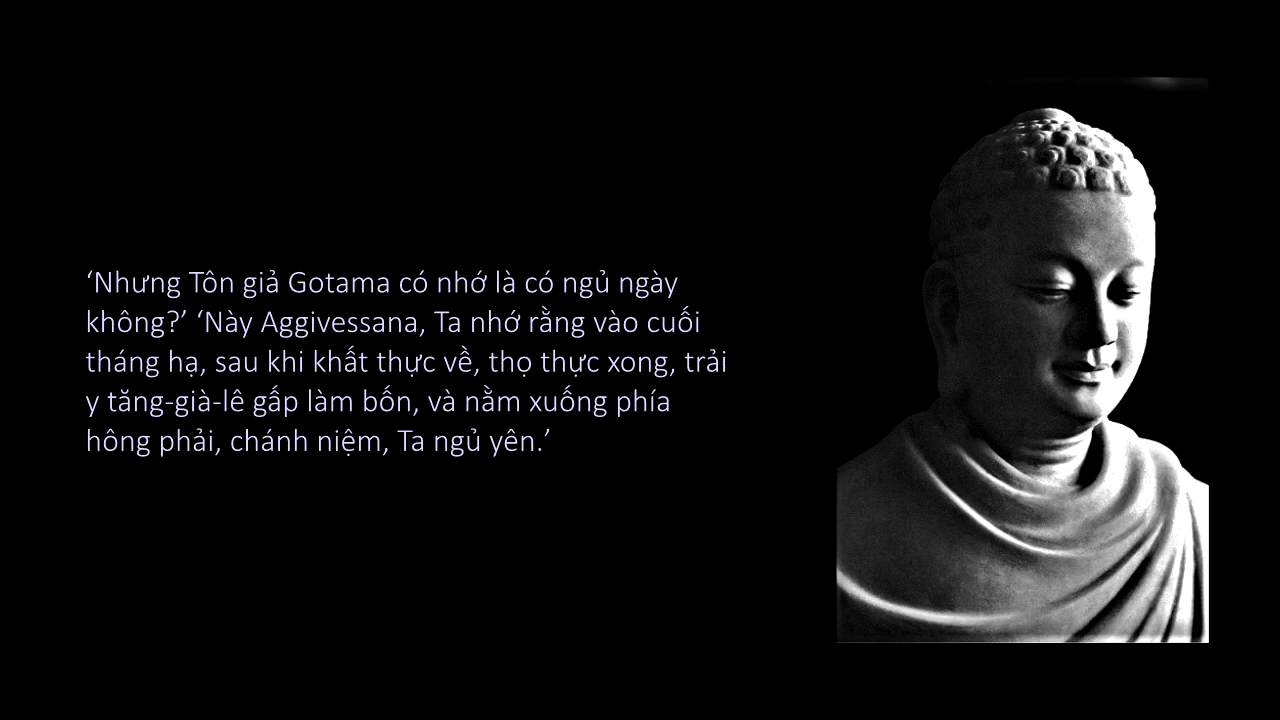 ‘Nhưng Tôn giả Gotama có nhớ là có ngủ ngày
không?’ ‘Này Aggivessana, Ta nhớ rằng vào cuối
tháng hạ, sau khi khất thực về, thọ thực xong, trải
y tăng-già-lê gấp làm bốn, và nằm xuống phía
hông phải, chánh niệm, Ta ngủ yên.’